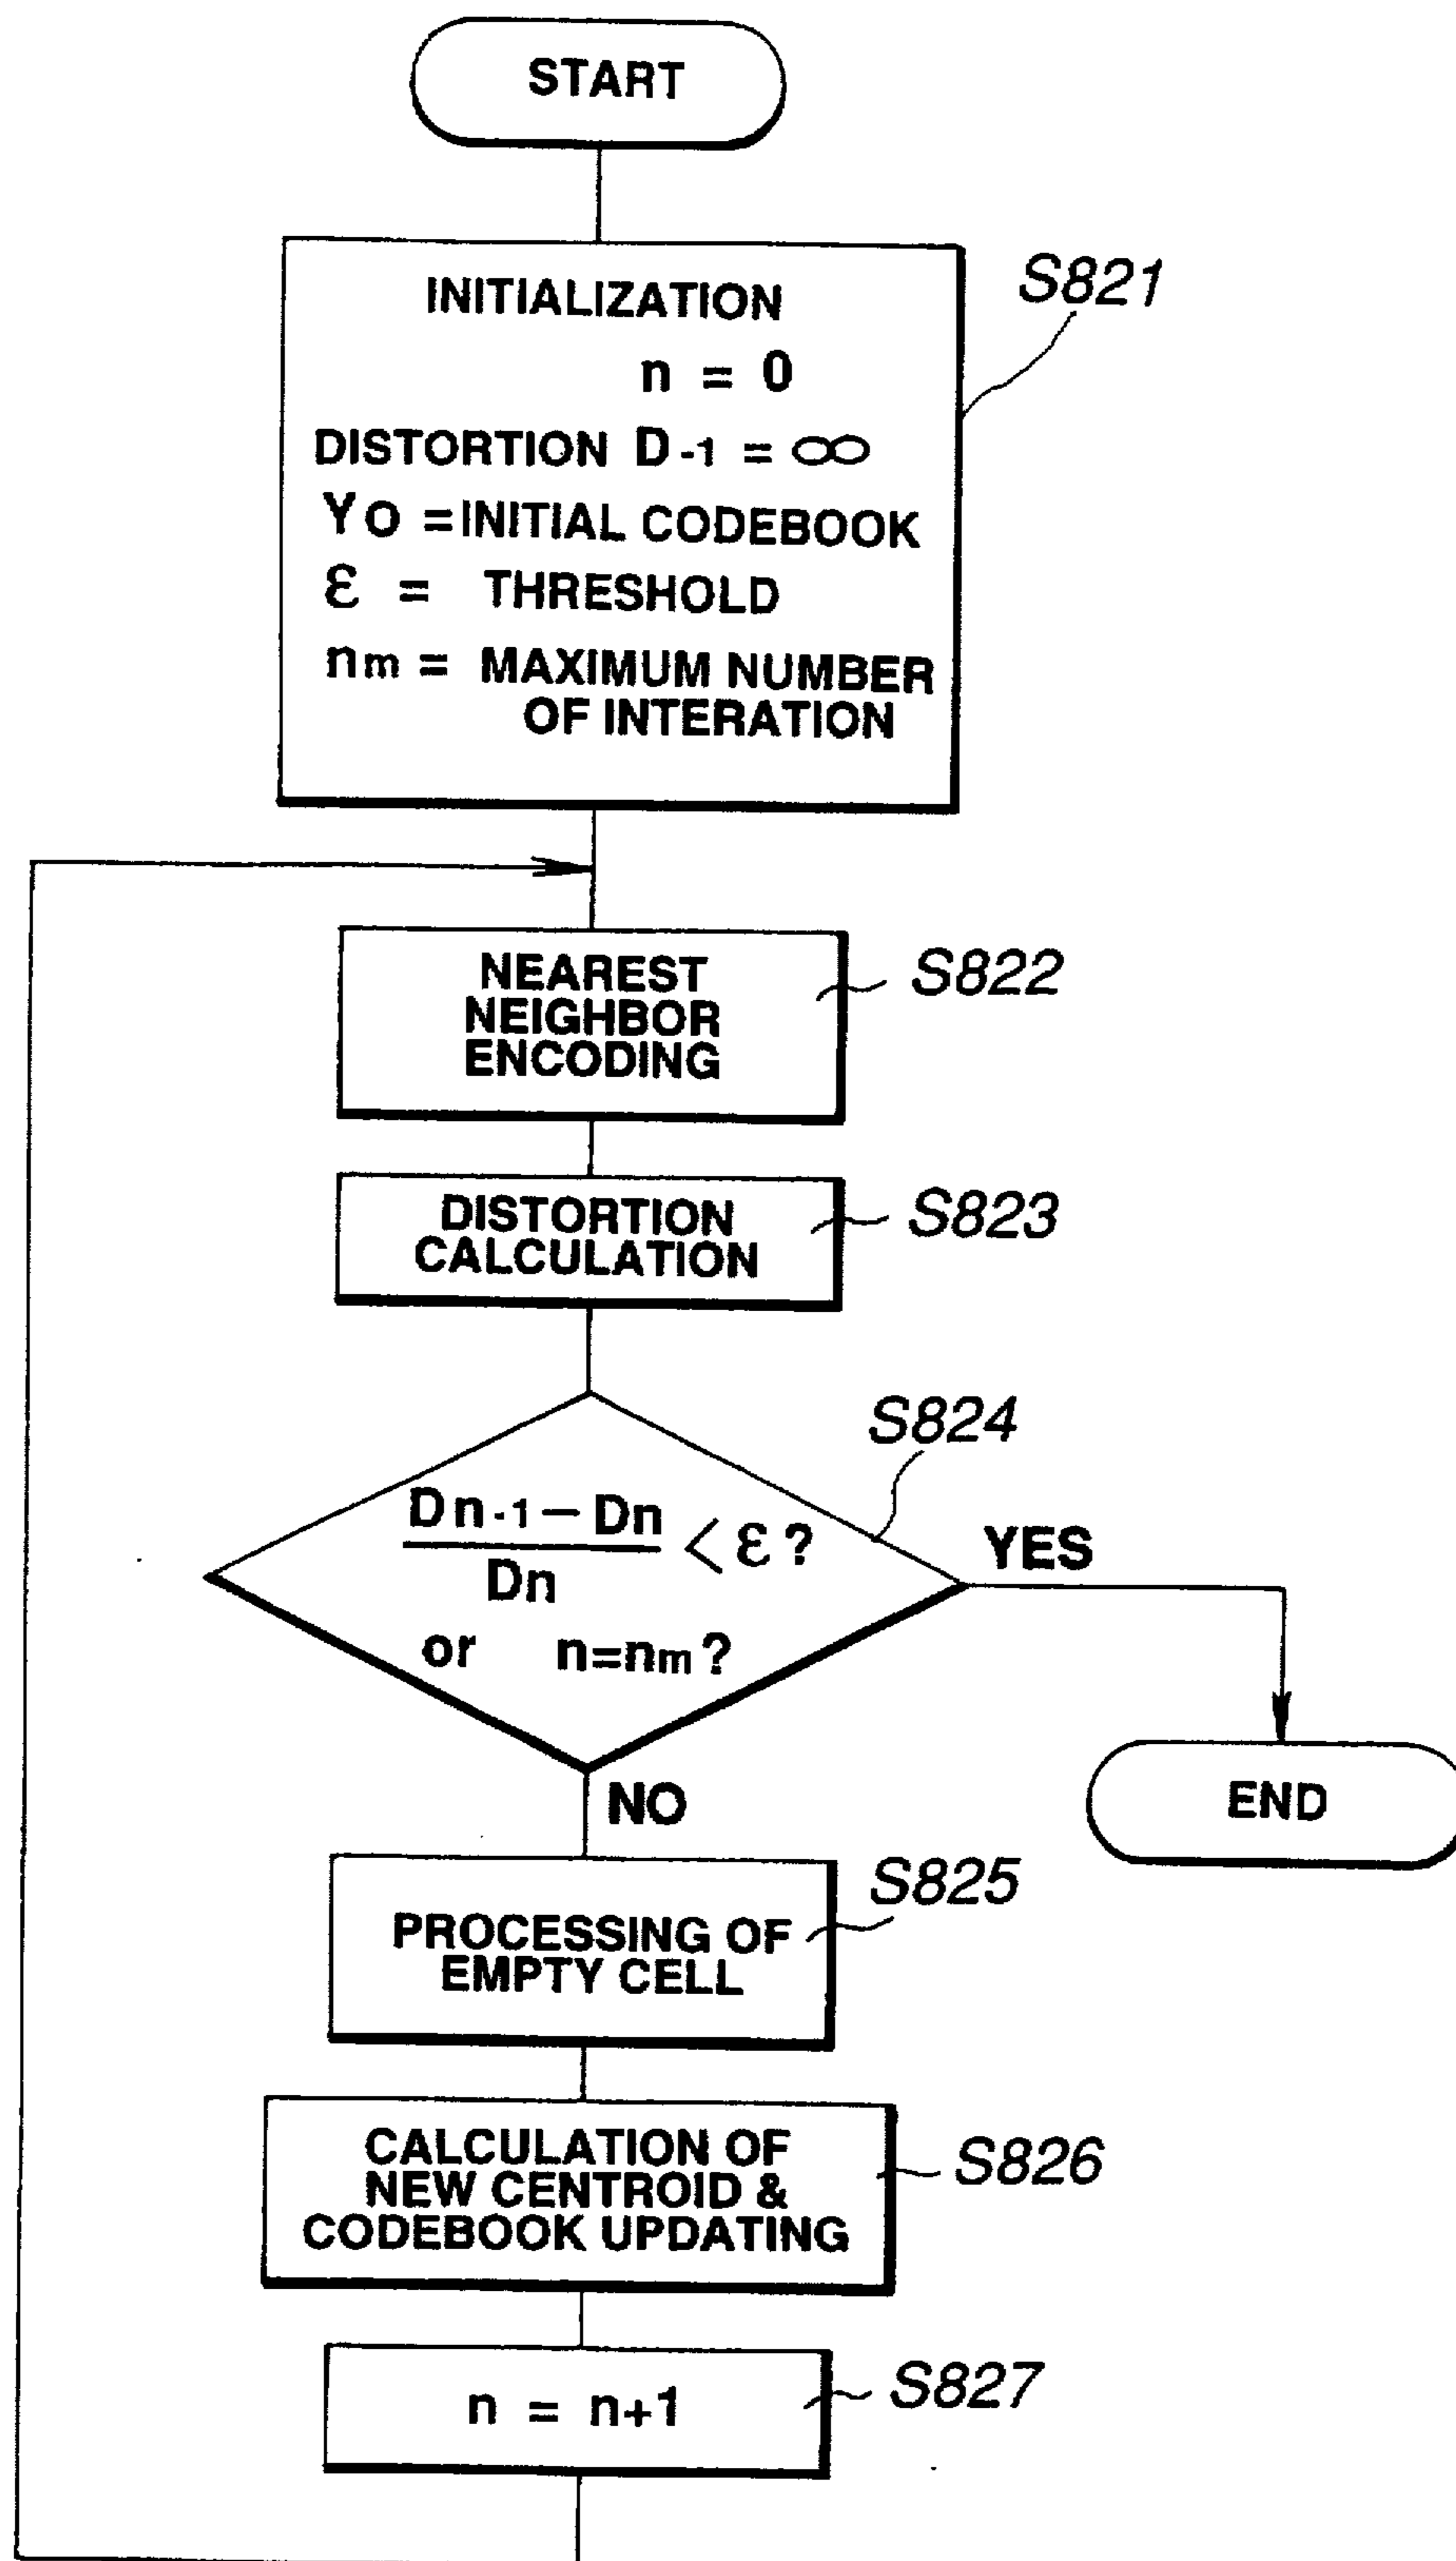 START
INITIALIZATION
S821
n = 0
DISTORTION D-1 = ∞
Y0 = INITIAL CODEBOOK
ε = THRESHOLD
nm = MAXIMUM NUMBER
OF INTERATION
NEAREST
NEIGHBOR
ENCODING
S822
DISTORTION
CALCULATION
S823
S824
Dn-1 − Dn
Dn
< ε ?
or n=nm ?
YES
END
NO
S825
PROCESSING OF
EMPTY CELL
CALCULATION OF
NEW CENTROID &
CODEBOOK UPDATING
S826
n = n+1
S827